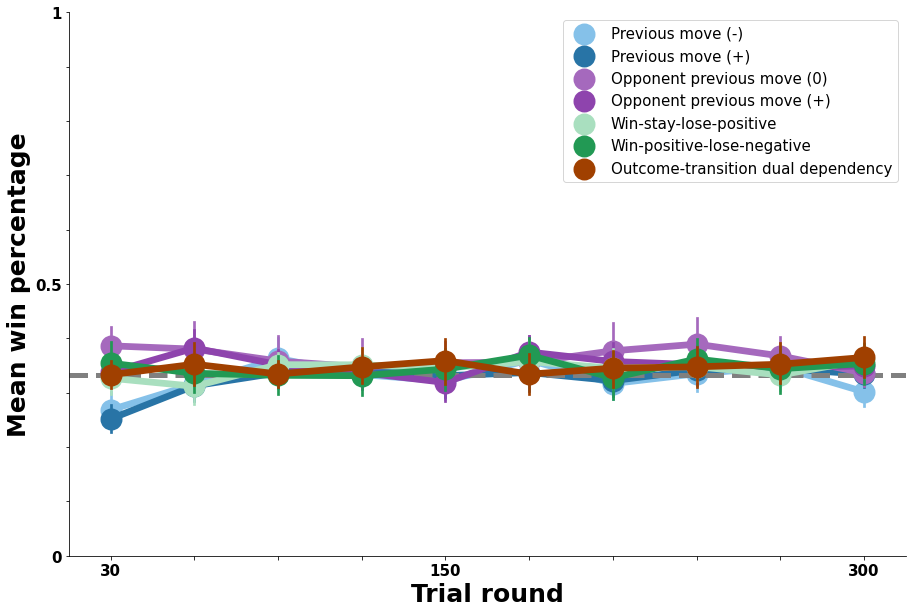 Mean win percentage
1
0.5
0
Previous move (-)
Previous move (+)
Opponent previous move (0)
Opponent previous move (+)
Win-stay-lose-positive
Win-positive-lose-negative
Outcome-transition dual dependency
30
150
300
Trial round